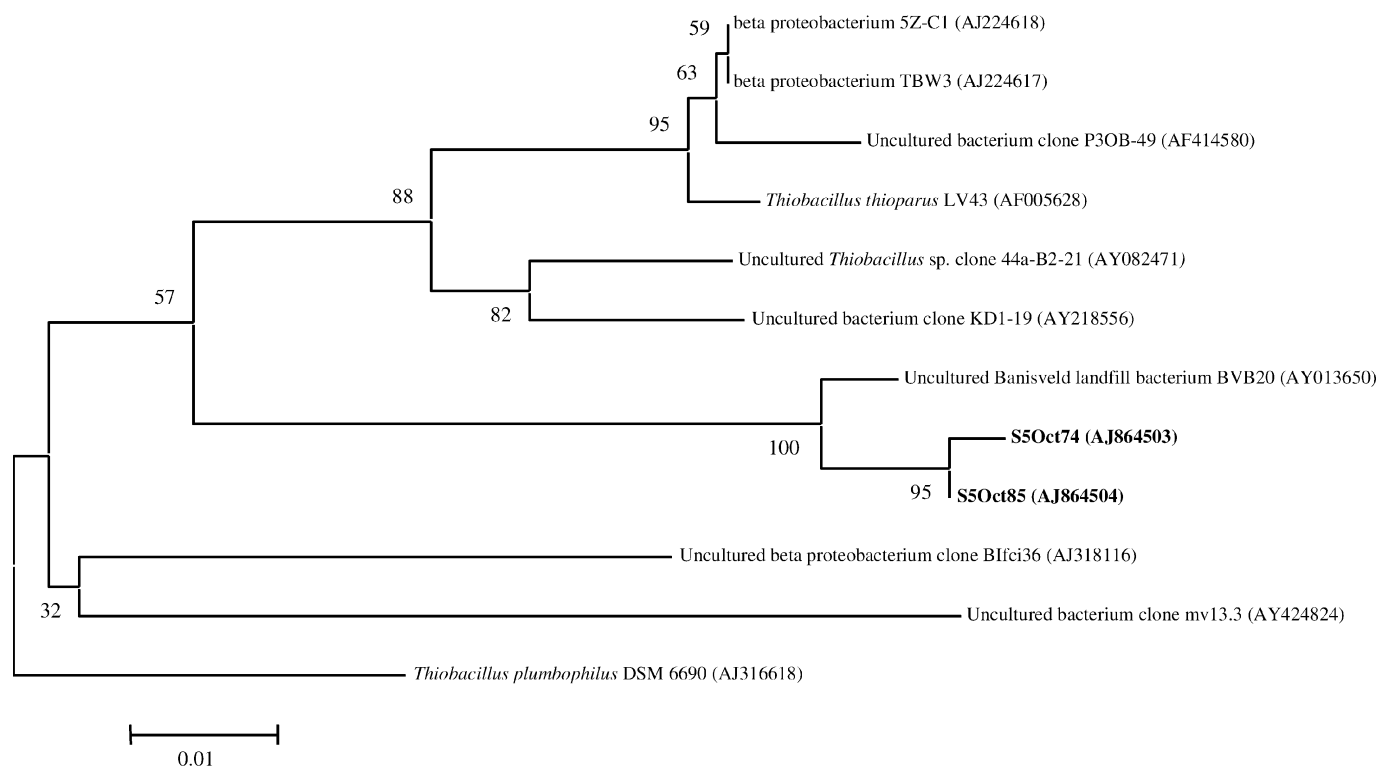 59
beta proteobacterium 5Z-C1 (AJ224618)
63
beta proteobacterium TBW3 (AJ224617)
95
Uncultured bacterium clone P3OB-49 (AF414580)
88
Thiobacillus thioparus LV43 (AF005628)
Uncultured Thiobacillus sp. clone 44a-B2-21 (AY082471)
57
82
Uncultured bacterium clone KD1-19 (AY218556)
Uncultured Banisveld landfill bacterium BVB20 (AY013650)
100
S5Oct74 (AJ864503)
95
S5Oct85 (AJ864504)
Uncultured beta proteobacterium clone BIfci36 (AJ318116)
32
Uncultured bacterium clone mv13.3 (AY424824)
Thiobacillus plumbophilus DSM 6690 (AJ316618)
0.01